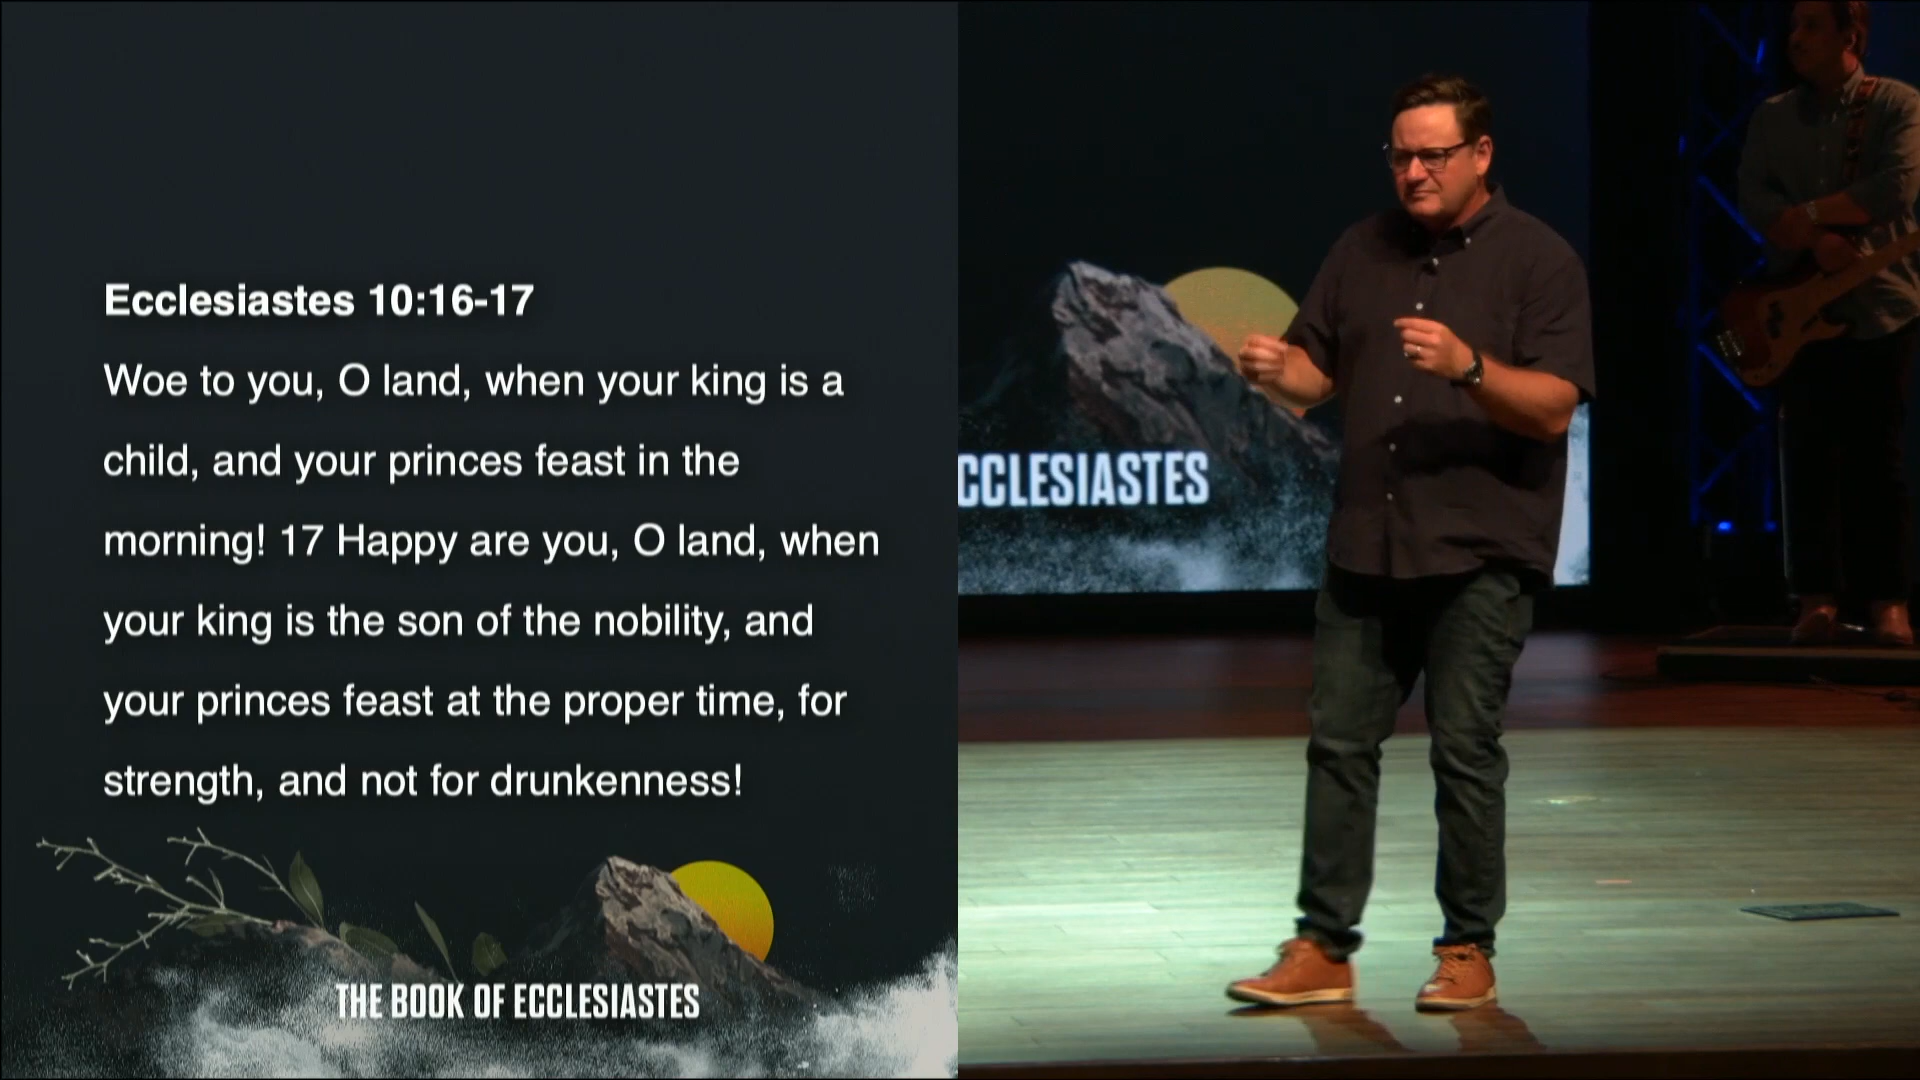 Ecclesiastes 10:16-17
Woe to you, O land, when your king is a
child, and your princes feast in the
morning! 17 Happy are you, O land, when
your king is the son of the nobility, and
your princes feast at the proper time, for
strength, and not for drunkenness!
THE BOOK OF ECCLESIASTES
CCLESIASTES